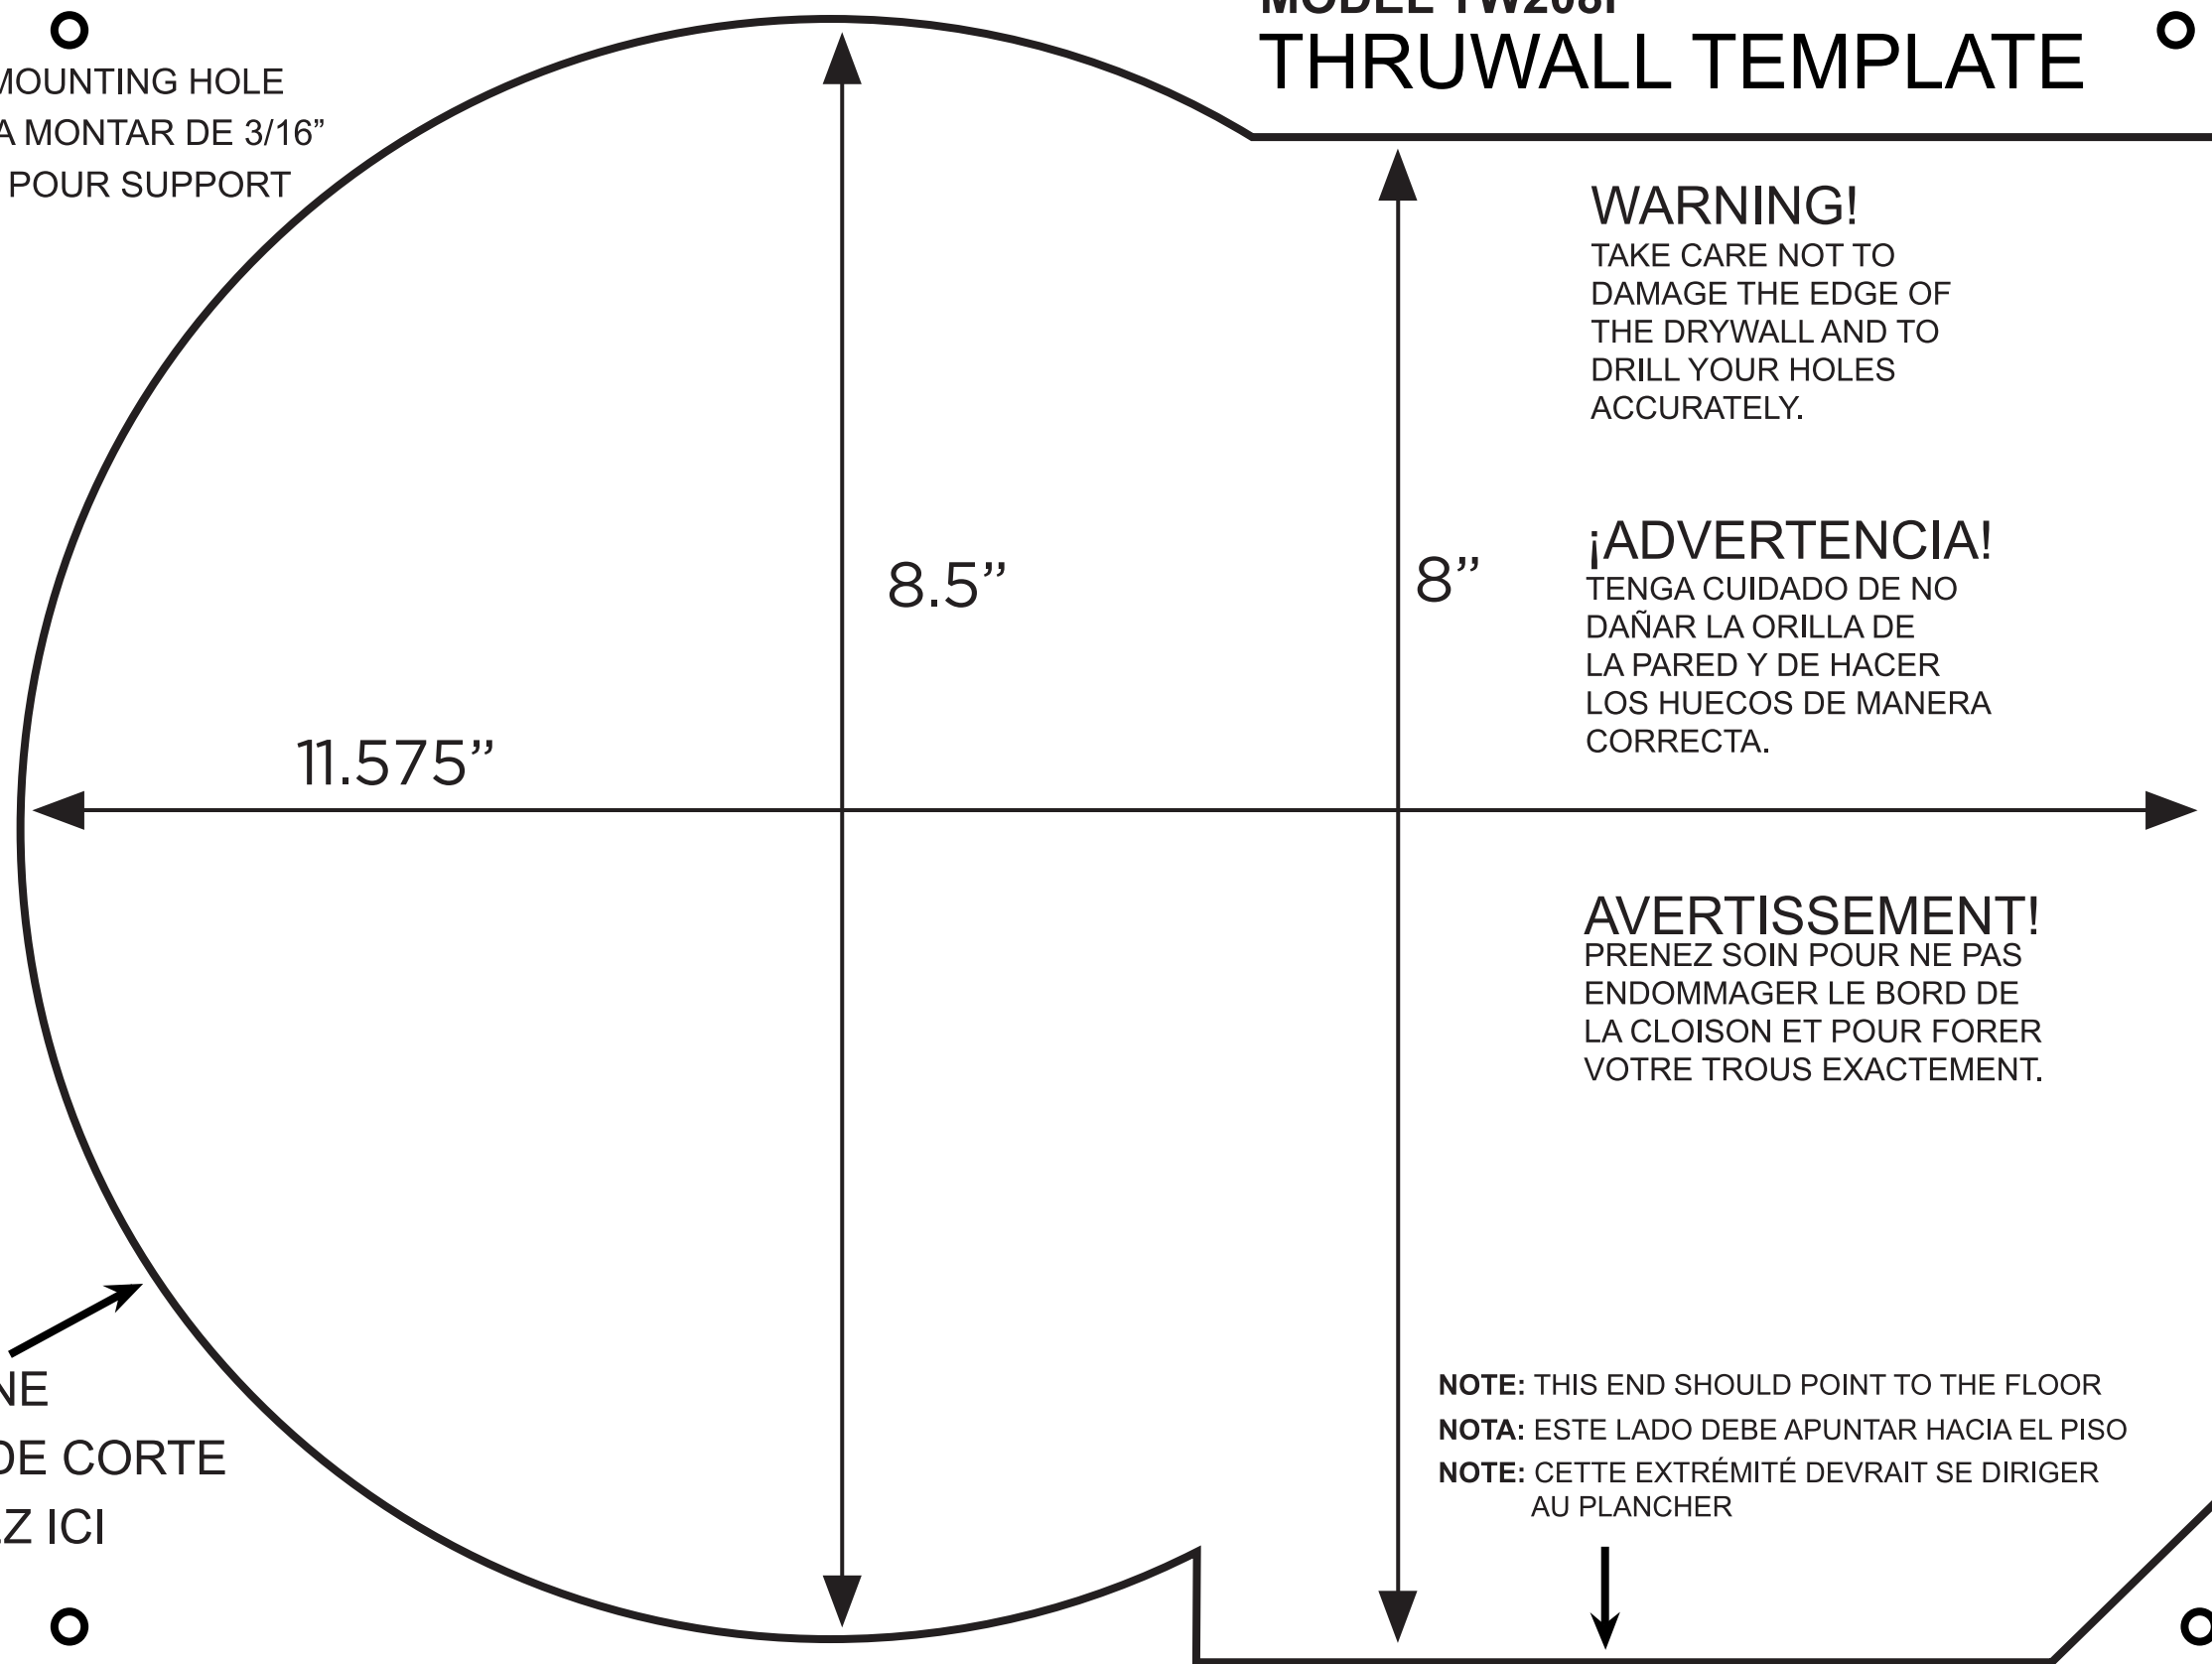 MODEL TW208P
THRUWALL TEMPLATE
MOUNTING HOLE
A MONTAR DE 3/16”
POUR SUPPORT
WARNING!
TAKE CARE NOT TO
DAMAGE THE EDGE OF
THE DRYWALL AND TO
DRILL YOUR HOLES
ACCURATELY.
8.5”
8”
¡ADVERTENCIA!
TENGA CUIDADO DE NO
DAÑAR LA ORILLA DE
LA PARED Y DE HACER
LOS HUECOS DE MANERA
CORRECTA.
11.575”
AVERTISSEMENT!
PRENEZ SOIN POUR NE PAS
ENDOMMAGER LE BORD DE
LA CLOISON ET POUR FORER
VOTRE TROUS EXACTEMENT.
DE CORTE
ICI
NOTE: THIS END SHOULD POINT TO THE FLOOR
NOTA: ESTE LADO DEBE APUNTAR HACIA EL PISO
NOTE: CETTE EXTRÉMITÉ DEVRAIT SE DIRIGER
AU PLANCHER